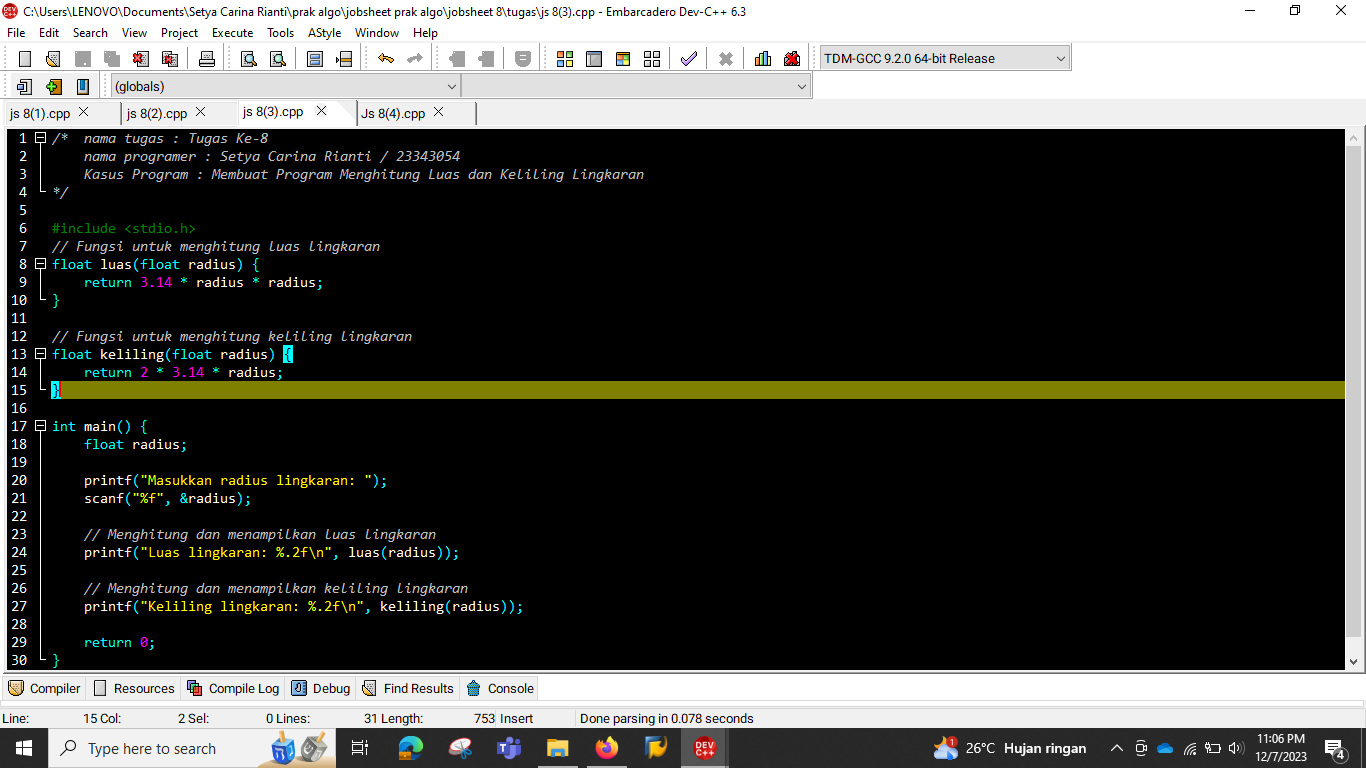 C:\Users\LENOVO\Documents\Setya Carina Rianti\prak algo\jobsheet prak algo\jobsheet 8\tugas\js 8(3).cpp - Embarcadero Dev-C++ 6.3
File Edit Search View Project Execute Tools AStyle Window Help
TDM-GCC 9.2.0 64-bit Release
(globals)
js 8(1).cpp js 8(2).cpp js 8(3).cpp Js 8(4).cpp
1 /*  nama tugas : Tugas Ke-8
2     nama programer : Setya Carina Rianti / 23343054
3     Kasus Program : Membuat Program Menghitung Luas dan Keliling Lingkaran
4 */
5
6 #include <stdio.h>
7 // Fungsi untuk menghitung luas lingkaran
8 float luas(float radius) {
9     return 3.14 * radius * radius;
10 }
11
12 // Fungsi untuk menghitung keliling lingkaran
13 float keliling(float radius) {
14     return 2 * 3.14 * radius;
15 }
16
17 int main() {
18     float radius;
19
20     printf("Masukkan radius lingkaran: ");
21     scanf("%f", &radius);
22
23     // Menghitung dan menampilkan luas lingkaran
24     printf("Luas lingkaran: %.2f\n", luas(radius));
25
26     // Menghitung dan menampilkan keliling lingkaran
27     printf("Keliling lingkaran: %.2f\n", keliling(radius));
28
29     return 0;
30 }
Compiler Resources Compile Log Debug Find Results Console
Line: 15 Col: 2 Sel: 0 Lines: 31 Length: 753 Insert Done parsing in 0.078 seconds
Type here to search DEV C++ 1 26°C Hujan ringan 11:06 PM
12/7/2023 4